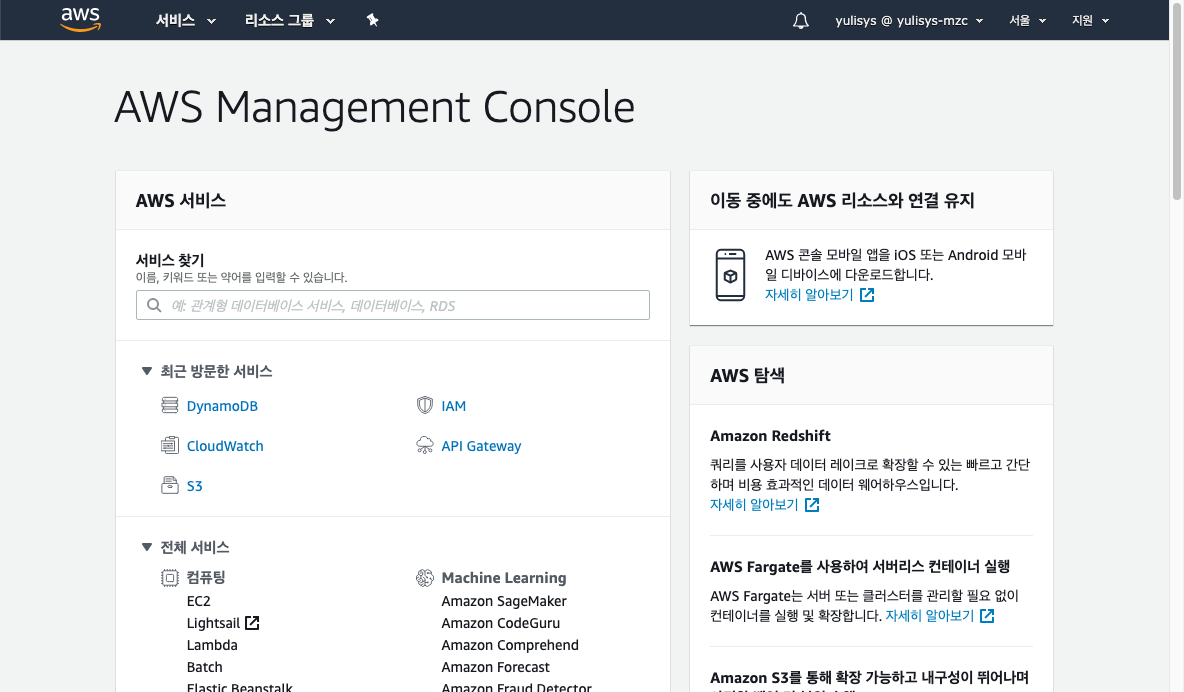 aws 서비스 리소스 그룹 yulisys @ yulisys-mzc 서울 지원
AWS Management Console
AWS 서비스
서비스 찾기
이름, 키워드 또는 약어를 입력할 수 있습니다.
예: 관계형 데이터베이스 서비스, 데이터베이스, RDS
최근 방문한 서비스
DynamoDB
IAM
CloudWatch
API Gateway
S3
전체 서비스
컴퓨팅
EC2
Lightsail
Lambda
Batch
Elastic Beanstalk
Machine Learning
Amazon SageMaker
Amazon CodeGuru
Amazon Comprehend
Amazon Forecast
Amazon Fraud Detector
이동 중에도 AWS 리소스와 연결 유지
AWS 콘솔 모바일 앱을 iOS 또는 Android 모바
일 디바이스에 다운로드합니다.
자세히 알아보기
AWS 탐색
Amazon Redshift
쿼리를 사용자 데이터 레이크로 확장할 수 있는 빠르고 간단
하며 비용 효과적인 데이터 웨어하우스입니다.
자세히 알아보기
AWS Fargate를 사용하여 서버리스 컨테이너 실행
AWS Fargate는 서버 또는 클러스터를 관리할 필요 없이
컨테이너를 실행 및 확장합니다. 자세히 알아보기
Amazon S3를 통해 확장 가능하고 내구성이 뛰어나며